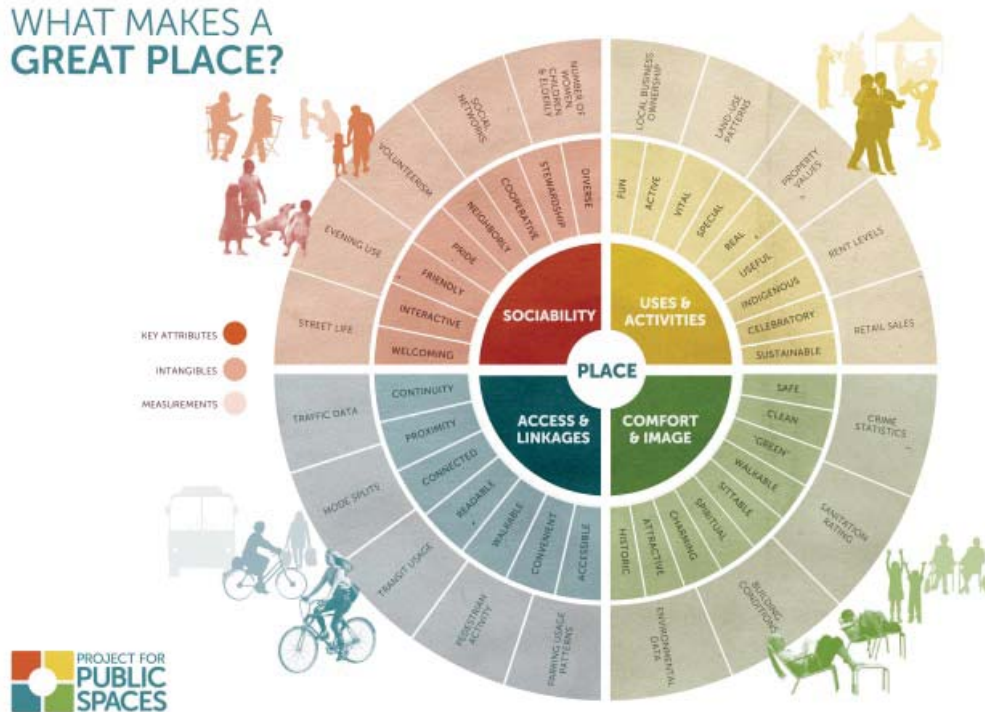 WHAT MAKES A
GREAT PLACE?
KEY ATTRIBUTES
INTANGIBLES
MEASUREMENTS
PLACE
SOCIABILITY
DIVERSE
STEWARDSHIP
COOPERATIVE
NEIGHBORLY
PRIDE
FRIENDLY
INTERACTIVE
WELCOMING
NUMBER OF
WOMEN,
CHILDREN
& ELDERLY
SOCIAL
NETWORKS
VOLUNTEERISM
EVENING USE
STREET LIFE
USES &
ACTIVITIES
FUN
ACTIVE
VITAL
SPECIAL
REAL
USEFUL
INDIGENOUS
CELEBRATORY
SUSTAINABLE
LOCAL BUSINESS
OWNERSHIP
LAND-USE
PATTERNS
PROPERTY
VALUES
RENT LEVELS
RETAIL SALES
ACCESS &
LINKAGES
CONTINUITY
PROXIMITY
CONNECTED
READABLE
WALKABLE
CONVENIENT
ACCESSIBLE
TRAFFIC DATA
MODE SPLITS
TRANSIT USAGE
PEDESTRIAN
ACTIVITY
PARKING USAGE
PATTERNS
COMFORT
& IMAGE
SAFE
CLEAN
"GREEN"
WALKABLE
SITTABLE
SPIRITUAL
CHARMING
ATTRACTIVE
HISTORIC
CRIME
STATISTICS
SANITATION
RATING
BUILDING
CONDITIONS
ENVIRONMENTAL
DATA
PROJECT FOR
PUBLIC
SPACES